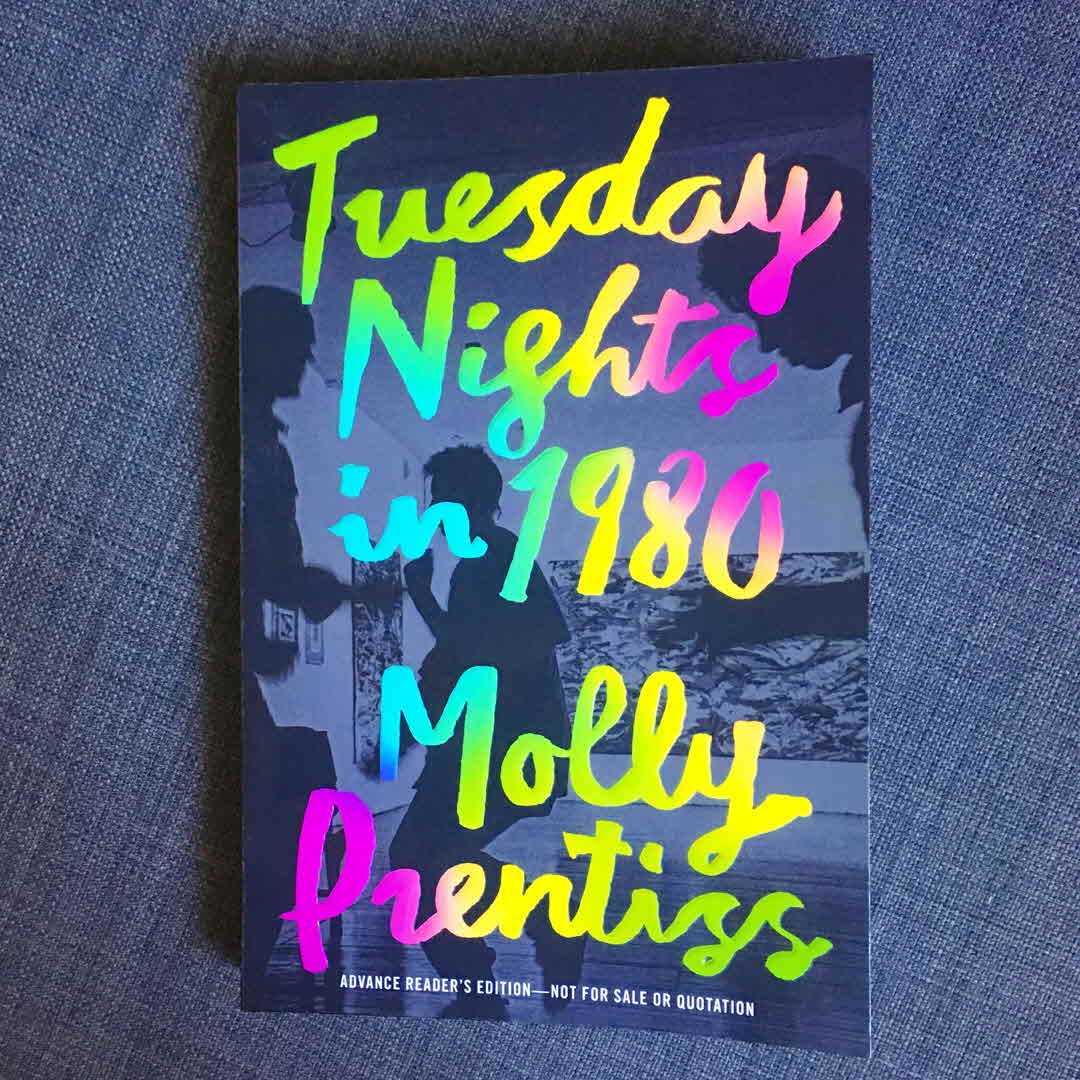 Tuesday
Nights
in 1980
Molly
Prentiss
ADVANCE READER'S EDITION—NOT FOR SALE OR QUOTATION